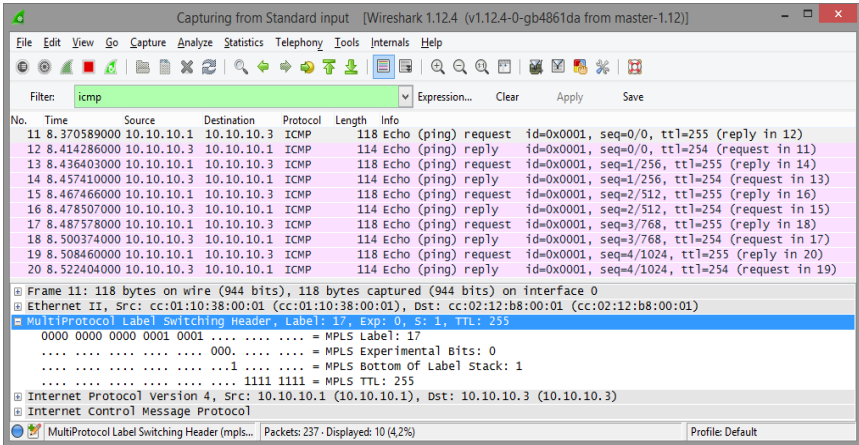 Capturing from Standard input [Wireshark 1.12.4 (v1.12.4-0-gb4861da from master-1.12)]
File Edit View Go Capture Analyze Statistics Telephony Tools Internals Help
Filter: icmp Expression... Clear Apply Save
No. Time Source Destination Protocol Length Info
11 8.370589000 10.10.10.1 10.10.10.3 ICMP 118 Echo (ping) request id=0x0001, seq=0/0, ttl=255 (reply in 12)
12 8.414286000 10.10.10.3 10.10.10.1 ICMP 114 Echo (ping) reply id=0x0001, seq=0/0, ttl=254 (request in 11)
13 8.436403000 10.10.10.1 10.10.10.3 ICMP 118 Echo (ping) request id=0x0001, seq=1/256, ttl=255 (reply in 14)
14 8.457410000 10.10.10.3 10.10.10.1 ICMP 114 Echo (ping) reply id=0x0001, seq=1/256, ttl=254 (request in 13)
15 8.467466000 10.10.10.1 10.10.10.3 ICMP 118 Echo (ping) request id=0x0001, seq=2/512, ttl=255 (reply in 16)
16 8.478507000 10.10.10.3 10.10.10.1 ICMP 114 Echo (ping) reply id=0x0001, seq=2/512, ttl=254 (request in 15)
17 8.487578000 10.10.10.1 10.10.10.3 ICMP 118 Echo (ping) request id=0x0001, seq=3/768, ttl=255 (reply in 18)
18 8.500374000 10.10.10.3 10.10.10.1 ICMP 114 Echo (ping) reply id=0x0001, seq=3/768, ttl=254 (request in 17)
19 8.508460000 10.10.10.1 10.10.10.3 ICMP 118 Echo (ping) request id=0x0001, seq=4/1024, ttl=255 (reply in 20)
20 8.522404000 10.10.10.3 10.10.10.1 ICMP 114 Echo (ping) reply id=0x0001, seq=4/1024, ttl=254 (request in 19)
Frame 11: 118 bytes on wire (944 bits), 118 bytes captured (944 bits) on interface 0
Ethernet II, Src: cc:01:10:38:00:01 (cc:01:10:38:00:01), Dst: cc:02:12:b8:00:01 (cc:02:12:b8:00:01)
MultiProtocol Label Switching Header, Label: 17, Exp: 0, S: 1, TTL: 255
0000 0000 0000 0001 0001 .... .... .... = MPLS Label: 17
.... .... .... .... .... 000. .... .... = MPLS Experimental Bits: 0
.... .... .... .... .... ...1 .... .... = MPLS Bottom Of Label Stack: 1
.... .... .... .... .... .... 1111 1111 = MPLS TTL: 255
Internet Protocol Version 4, Src: 10.10.10.1 (10.10.10.1), Dst: 10.10.10.3 (10.10.10.3)
Internet Control Message Protocol
MultiProtocol Label Switching Header (mpls... Packets: 237 · Displayed: 10 (4,2%) Profile: Default